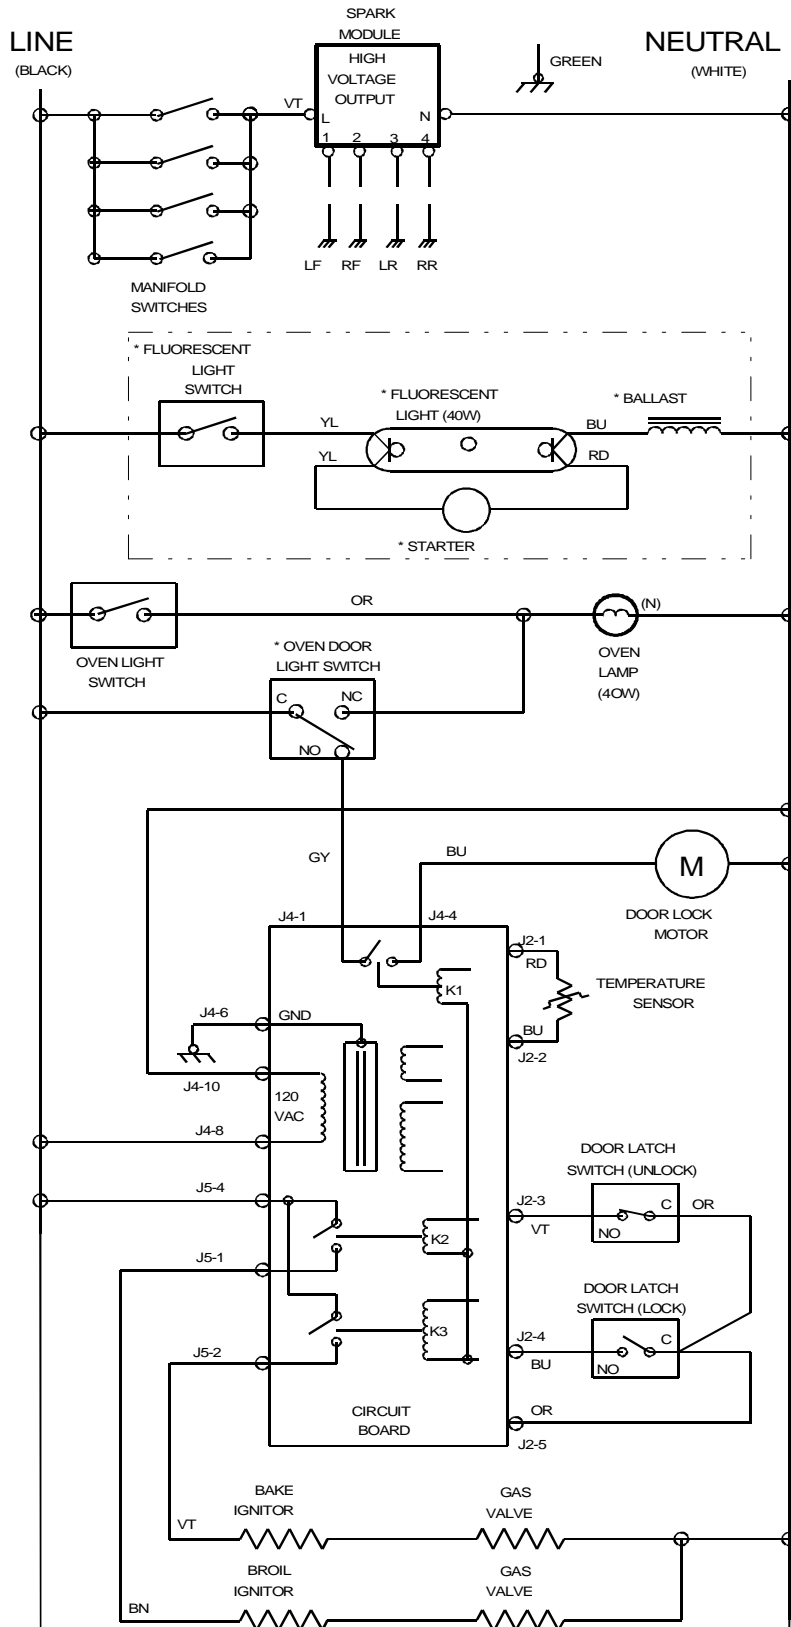 SPARK
MODULE
LINE
(BLACK)
NEUTRAL
(WHITE)
HIGH
VOLTAGE
OUTPUT
GREEN
VT
L
N
1 2 3 4
LF RF LR RR
MANIFOLD
SWITCHES
* FLUORESCENT
LIGHT
SWITCH
* FLUORESCENT
LIGHT (40W)
* BALLAST
YL
BU
YL
RD
* STARTER
OR
(N)
OVEN LIGHT
SWITCH
* OVEN DOOR
LIGHT SWITCH
OVEN
LAMP
(4OW)
C
NC
NO
GY
BU
M
DOOR LOCK
MOTOR
J4-1
J4-4
J2-1
RD
K1
TEMPERATURE
SENSOR
J4-6
GND
BU
J2-2
J4-10
120
VAC
J4-8
DOOR LATCH
SWITCH (UNLOCK)
J5-4
J2-3
VT
C
OR
NO
K2
J5-1
DOOR LATCH
SWITCH (LOCK)
K3
J2-4
BU
C
NO
J5-2
CIRCUIT
BOARD
OR
J2-5
BAKE
IGNITOR
GAS
VALVE
VT
BROIL
IGNITOR
GAS
VALVE
BN